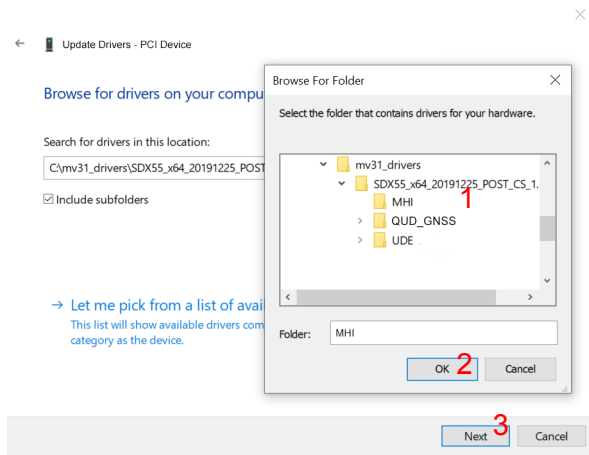 Update Drivers - PCI Device
Browse for drivers on your compu
Search for drivers in this location:
C:\mv31_drivers\SDX55_x64_20191225_POST
Include subfolders
→ Let me pick from a list of avai
This list will show available drivers com
category as the device.
Browse For Folder
Select the folder that contains drivers for your hardware.
mv31_drivers
SDX55_x64_20191225_POST_CS_1.
1
MHI
QUD_GNSS
UDE
Folder: MHI
OK 2 Cancel
Next 3 Cancel